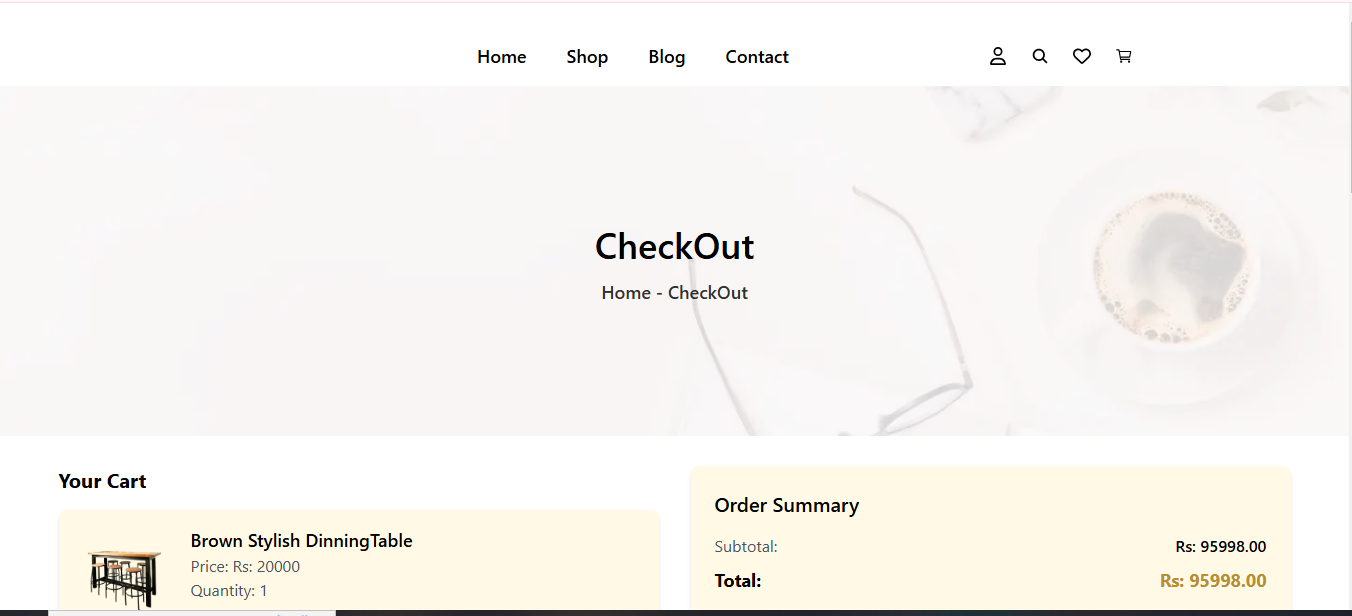 Home Shop Blog Contact
CheckOut
Home - CheckOut
Your Cart
Brown Stylish DinningTable
Price: Rs: 20000
Quantity: 1
Order Summary
Subtotal: Rs: 95998.00
Total: Rs: 95998.00